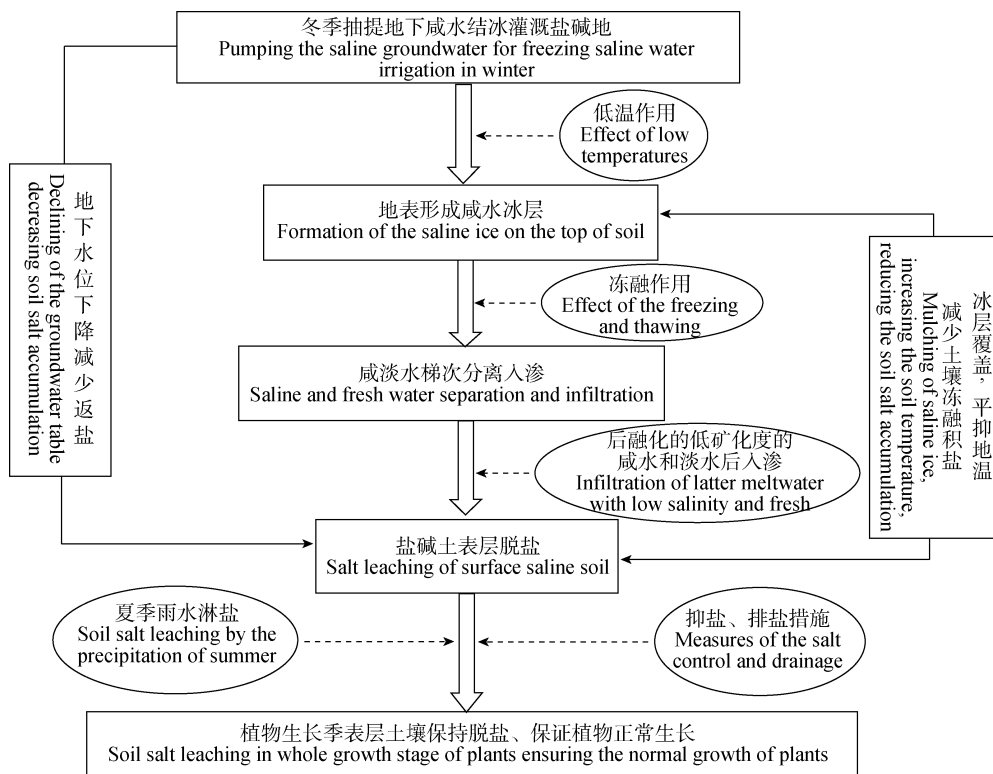 冬季抽提地下咸水结冰灌溉盐碱地
Pumping the saline groundwater for freezing saline water
irrigation in winter
低温作用
Effect of low
temperatures
地下水位下降减少返盐
Declining of the groundwater table
decreasing soil salt accumulation
地表形成咸水冰层
Formation of the saline ice on the top of soil
冰层覆盖，平抑地温
减少土壤冻融积盐
Mulching of saline ice,
increasing the soil temperature,
reducing the soil salt accumulation
冻融作用
Effect of the freezing
and thawing
咸淡水梯次分离入渗
Saline and fresh water separation and infiltration
后融化的低矿化度的
咸水和淡水后入渗
Infiltration of latter meltwater
with low salinity and fresh
盐碱土表层脱盐
Salt leaching of surface saline soil
夏季雨水淋盐
Soil salt leaching by the
precipitation of summer
抑盐、排盐措施
Measures of the salt
control and drainage
植物生长季表层土壤保持脱盐、保证植物正常生长
Soil salt leaching in whole growth stage of plants ensuring the normal growth of plants